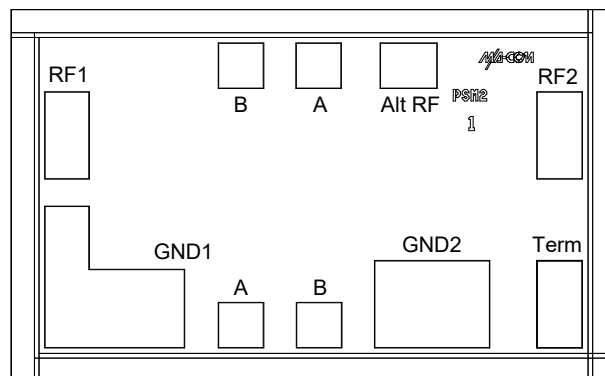 M/A-COM
RF1
RF2
B
A
Alt RF
PSM2
1
GND1
GND2
Term
A
B